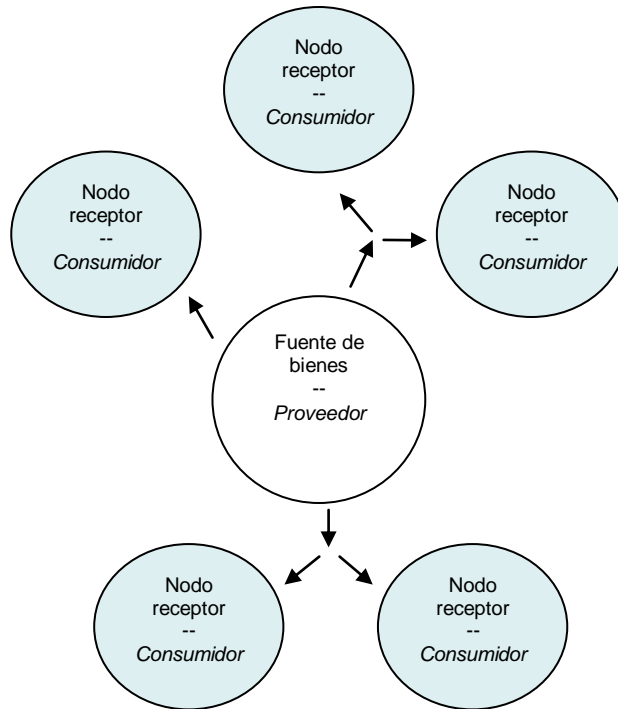 Nodo
receptor
--
Consumidor
Nodo
receptor
--
Consumidor
Nodo
receptor
--
Consumidor
Fuente de
bienes
--
Proveedor
Nodo
receptor
--
Consumidor
Nodo
receptor
--
Consumidor